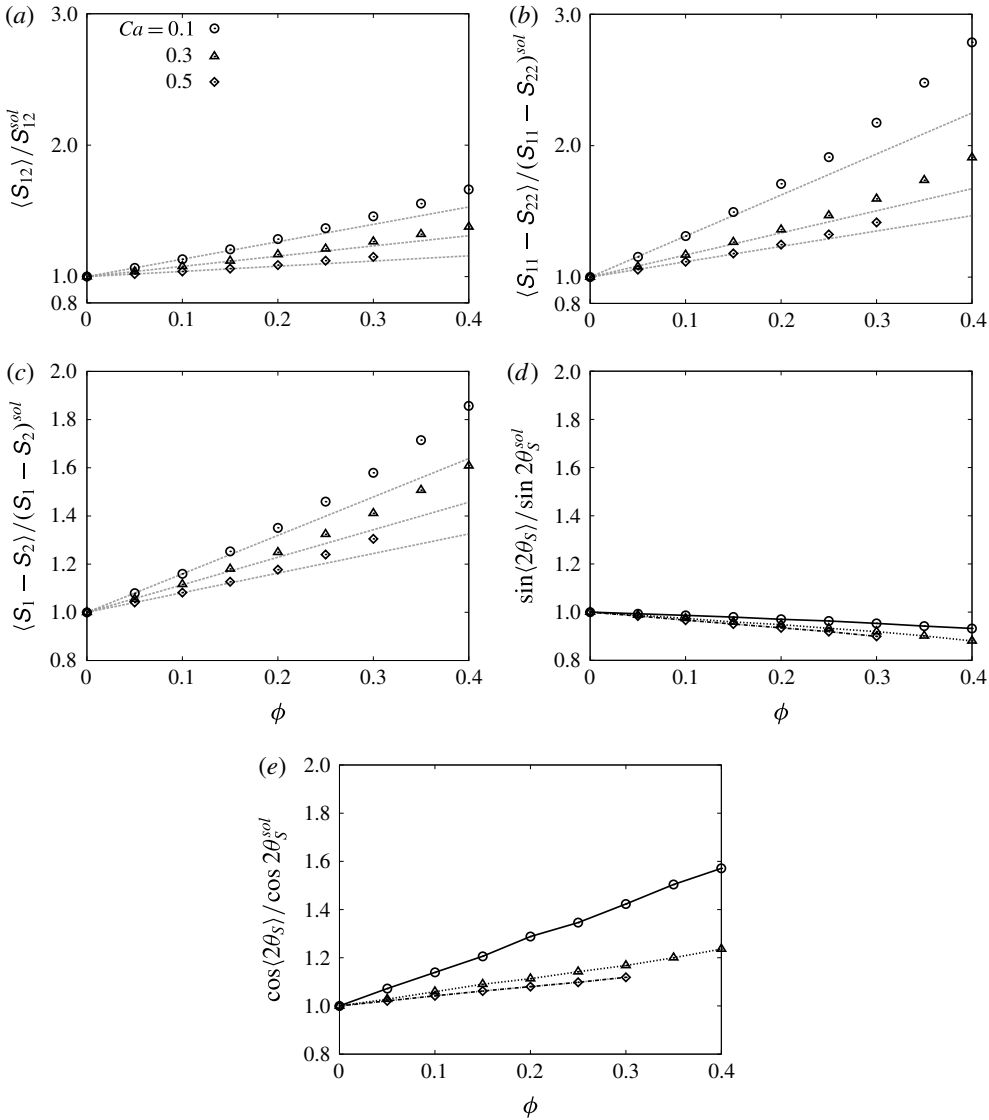 (a)
3.0
2.0
1.0
0.8
Ca = 0.1
0.3
0.5
⟨S12⟩/S12^sol
0 0.1 0.2 0.3 0.4
(b)
3.0
2.0
1.0
0.8
⟨S11 − S22⟩/(S11 − S22)^sol
0 0.1 0.2 0.3 0.4
(c)
2.0
1.8
1.6
1.4
1.2
1.0
0.8
⟨S1 − S2⟩/(S1 − S2)^sol
0 0.1 0.2 0.3 0.4
ϕ
(d)
2.0
1.8
1.6
1.4
1.2
1.0
0.8
sin⟨2θS⟩/sin 2θS^sol
0 0.1 0.2 0.3 0.4
ϕ
(e)
2.0
1.8
1.6
1.4
1.2
1.0
0.8
cos⟨2θS⟩/cos 2θS^sol
0 0.1 0.2 0.3 0.4
ϕ